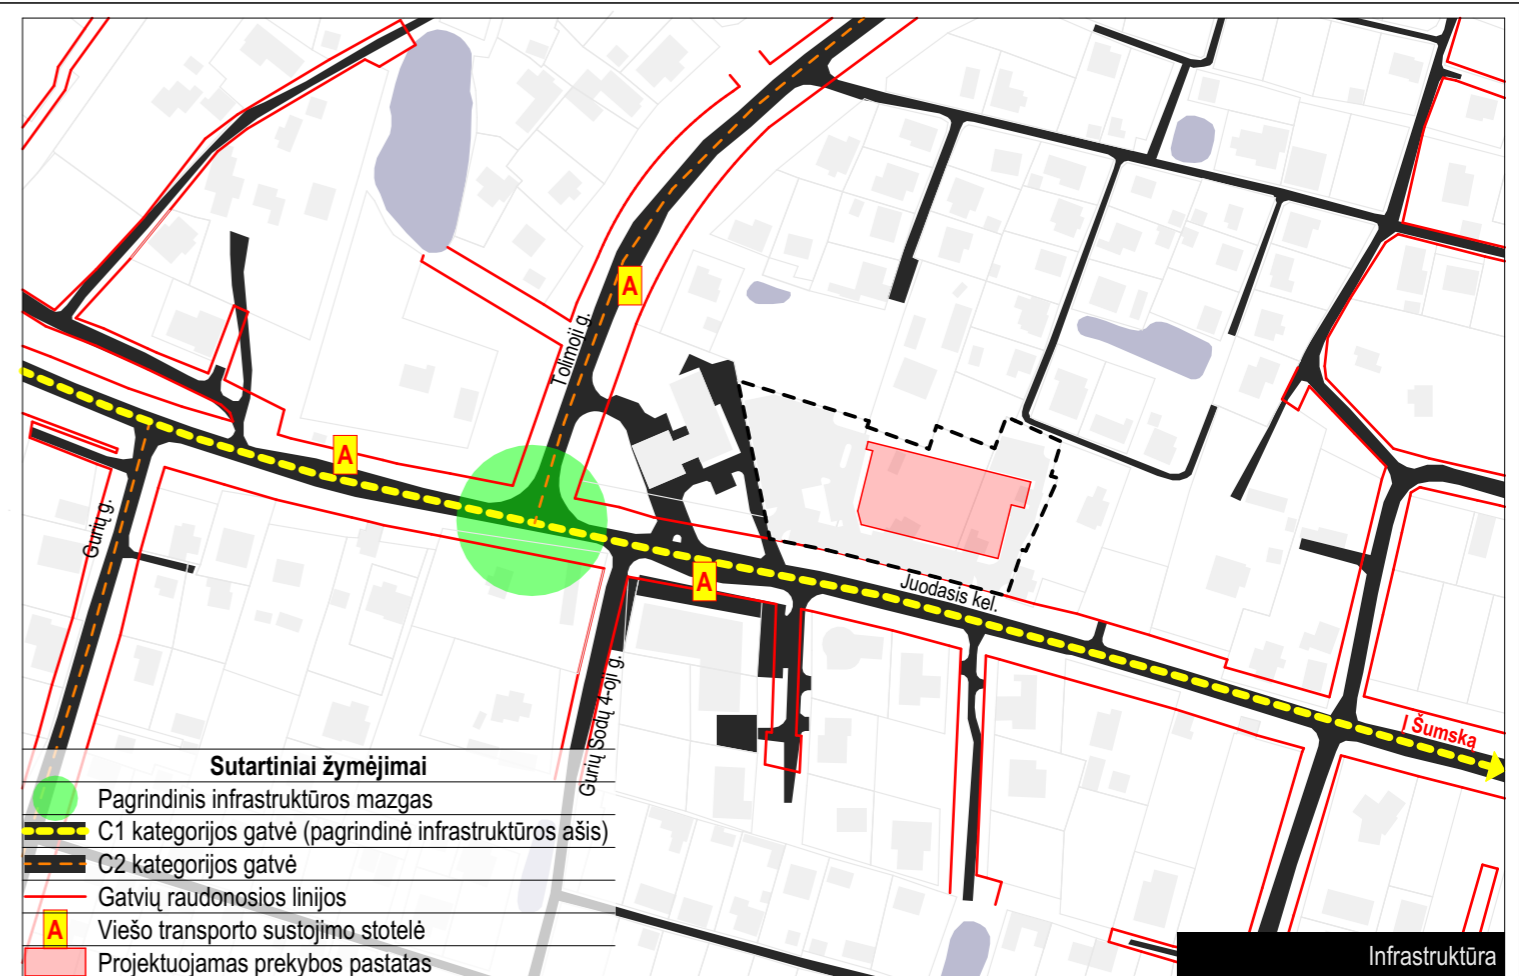 Tolimoji g.
A
A
Gurių g.
A
Juodasis kel.
Gurių Sodų 4-oji g.
Į Šumską
Sutartiniai žymėjimai
Pagrindinis infrastruktūros mazgas
C1 kategorijos gatvė (pagrindinė infrastruktūros ašis)
C2 kategorijos gatvė
Gatvių raudonosios linijos
A Viešo transporto sustojimo stotelė
Projektuojamas prekybos pastatas
Infrastruktūra